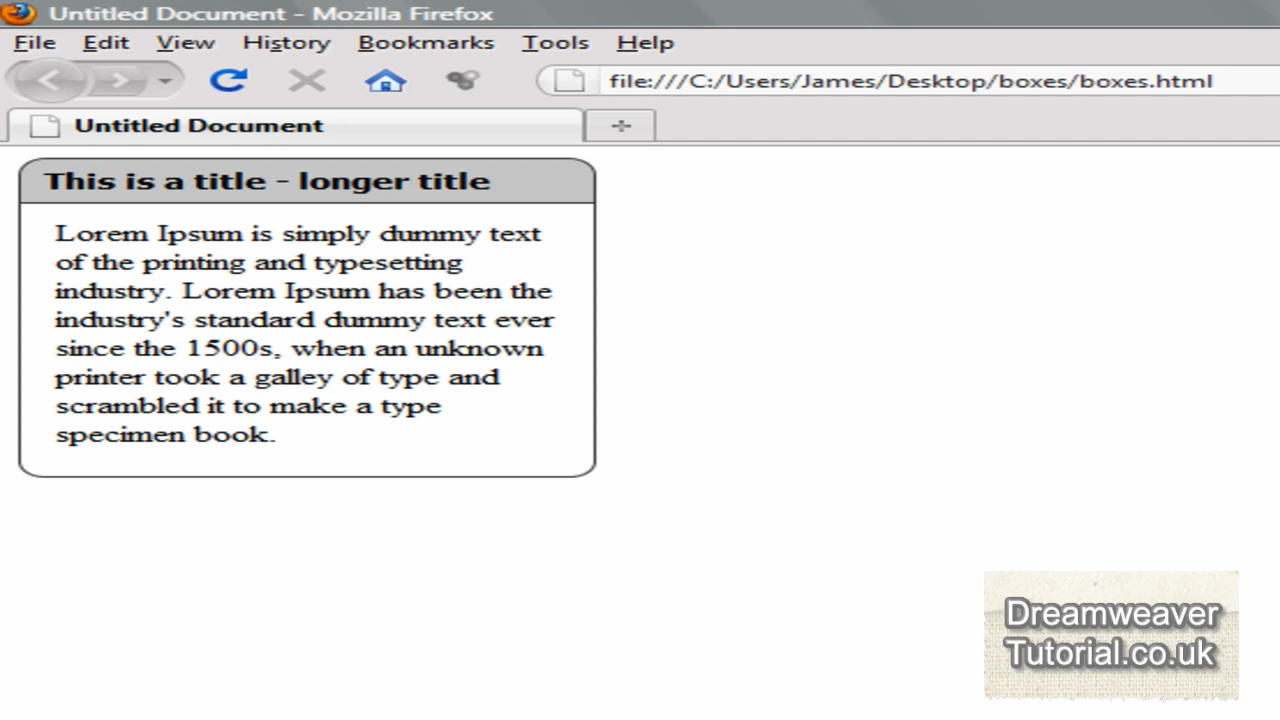 Untitled Document - Mozilla Firefox
File Edit View History Bookmarks Tools Help
file:///C:/Users/James/Desktop/boxes/boxes.html
Untitled Document
This is a title - longer title
Lorem Ipsum is simply dummy text
of the printing and typesetting
industry. Lorem Ipsum has been the
industry's standard dummy text ever
since the 1500s, when an unknown
printer took a galley of type and
scrambled it to make a type
specimen book.
Dreamweaver
Tutorial.co.uk